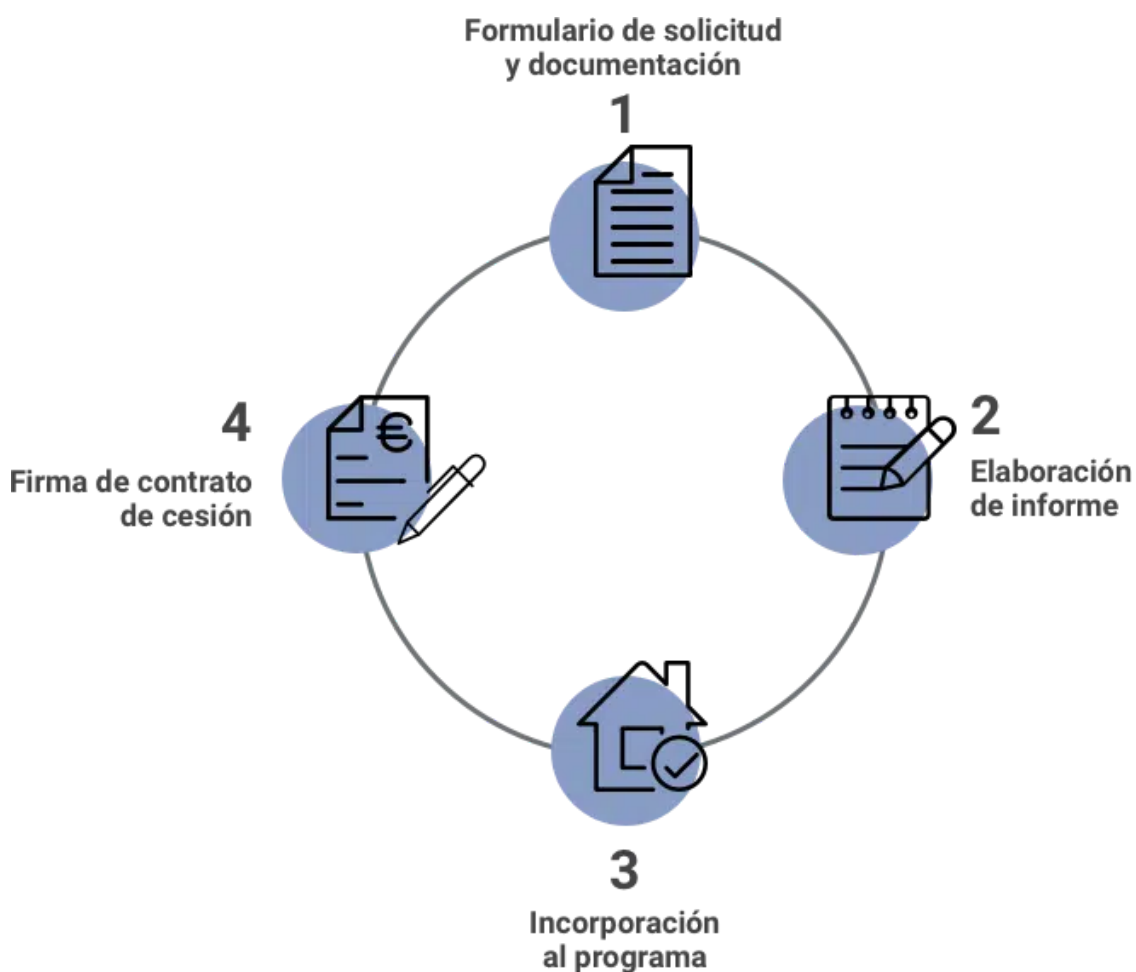 Formulario de solicitud
y documentación
1
2
Elaboración
de informe
3
Incorporación
al programa
4
Firma de contrato
de cesión
€